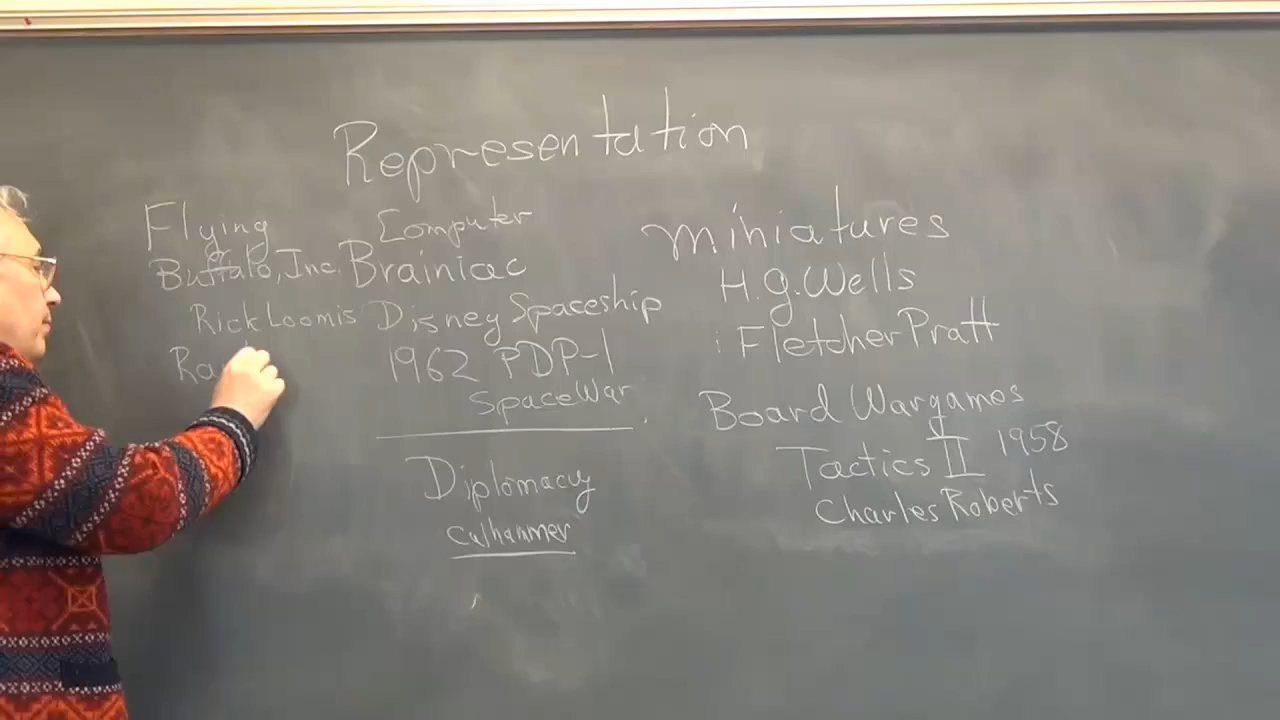 Representation
Flying
Buffalo, Inc.
Rick Loomis
Computer
Brainiac
Disney Spaceship
1962 PDP-1
SpaceWar
Diplomacy
Calhammer
Miniatures
H.G. Wells
Fletcher Pratt
Board Wargames
Tactics II 1958
Charles Roberts